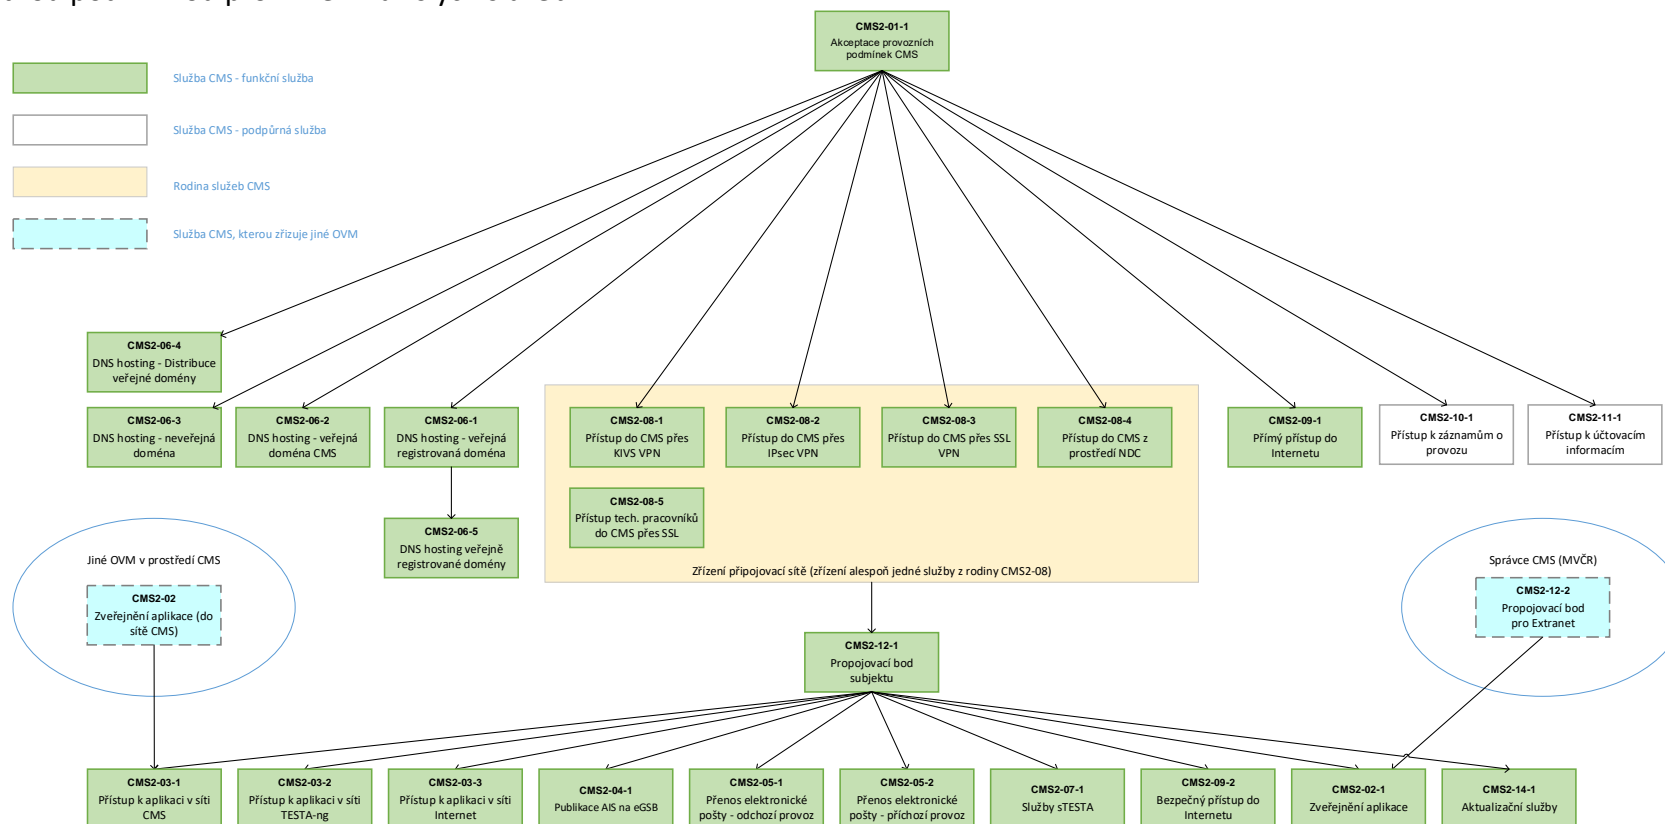 CMS2-01-1
Akceptace provozních
podmínek CMS
Služba CMS - funkční služba
Služba CMS - podpůrná služba
Rodina služeb CMS
Služba CMS, kterou zřizuje jiné OVM
CMS2-06-4
DNS hosting - Distribuce
veřejné domény
CMS2-06-3
DNS hosting - neveřejná
doména
CMS2-06-2
DNS hosting - veřejná
doména CMS
CMS2-06-1
DNS hosting - veřejná
registrovaná doména
CMS2-08-1
Přístup do CMS přes
KIVS VPN
CMS2-08-2
Přístup do CMS přes
IPsec VPN
CMS2-08-3
Přístup do CMS přes SSL
VPN
CMS2-08-4
Přístup do CMS z
prostředí NDC
CMS2-09-1
Přímý přístup do
Internetu
CMS2-10-1
Přístup k záznamům o
provozu
CMS2-11-1
Přístup k účtovacím
informacím
CMS2-08-5
Přístup tech. pracovníků
do CMS přes SSL
CMS2-06-5
DNS hosting veřejně
registrované domény
Zřízení připojovací sítě (zřízení alespoň jedné služby z rodiny CMS2-08)
Jiné OVM v prostředí CMS
CMS2-02
Zveřejnění aplikace (do
sítě CMS)
Správce CMS (MVČR)
CMS2-12-2
Propojovací bod
pro Extranet
CMS2-12-1
Propojovací bod
subjektu
CMS2-03-1
Přístup k aplikaci v síti
CMS
CMS2-03-2
Přístup k aplikaci v síti
TESTA-ng
CMS2-03-3
Přístup k aplikaci v síti
Internet
CMS2-04-1
Publikace AIS na eGSB
CMS2-05-1
Přenos elektronické
pošty - odchozí provoz
CMS2-05-2
Přenos elektronické
pošty - příchozí provoz
CMS2-07-1
Služby sTESTA
CMS2-09-2
Bezpečný přístup do
Internetu
CMS2-02-1
Zveřejnění aplikace
CMS2-14-1
Aktualizační služby